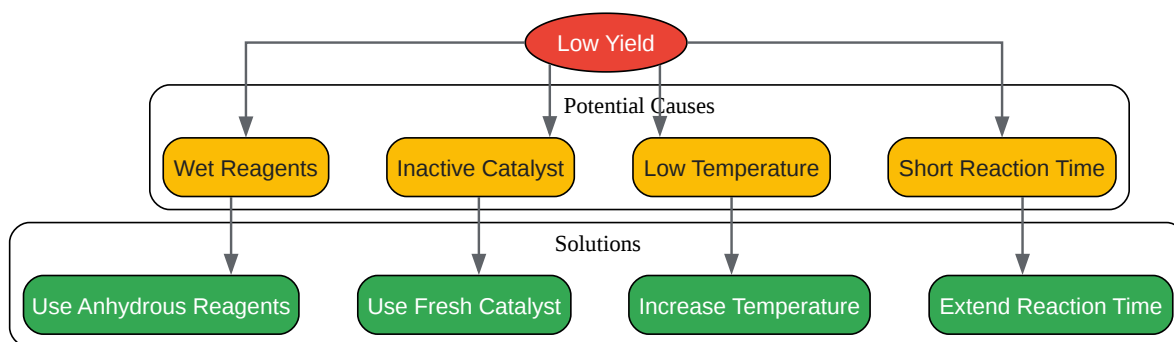 Low Yield
Potential Causes
Wet Reagents
Inactive Catalyst
Low Temperature
Short Reaction Time
Solutions
Use Anhydrous Reagents
Use Fresh Catalyst
Increase Temperature
Extend Reaction Time